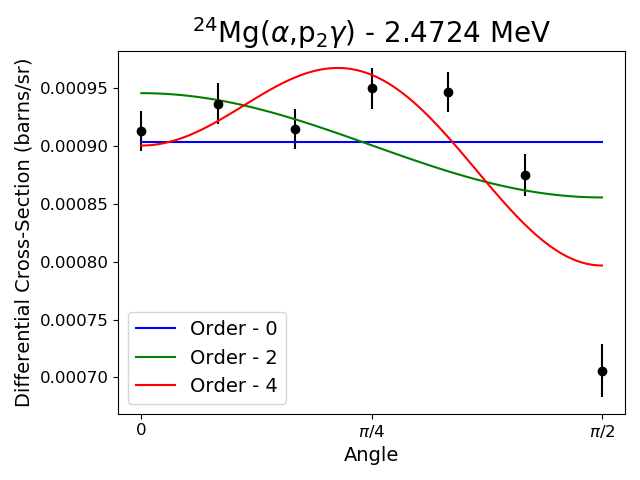 ²⁴Mg(α,p₂γ) - 2.4724 MeV
Differential Cross-Section (barns/sr)
0.00095
0.00090
0.00085
0.00080
0.00075
0.00070
Order - 0
Order - 2
Order - 4
0 π/4 π/2
Angle